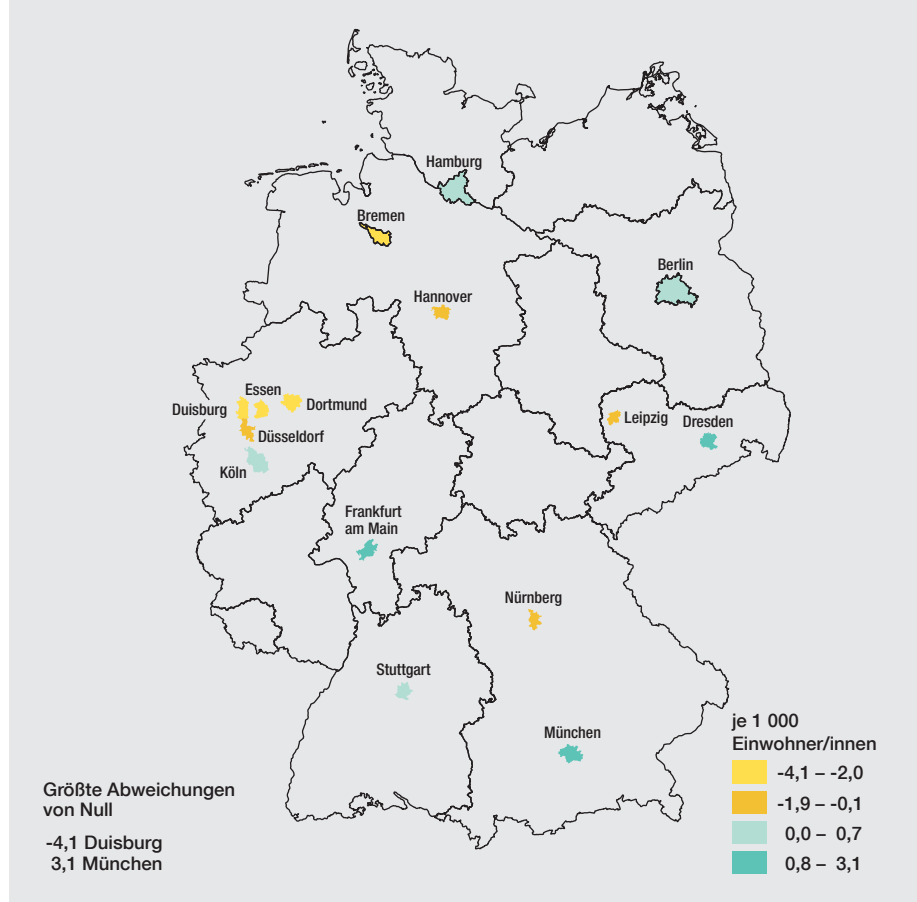 Hamburg
Bremen
Berlin
Hannover
Essen
Duisburg
Dortmund
Düsseldorf
Köln
Leipzig
Dresden
Frankfurt
am Main
Nürnberg
Stuttgart
München
Größte Abweichungen
von Null
-4,1 Duisburg
3,1 München
je 1 000
Einwohner/innen
-4,1 – -2,0
-1,9 – -0,1
0,0 – 0,7
0,8 – 3,1